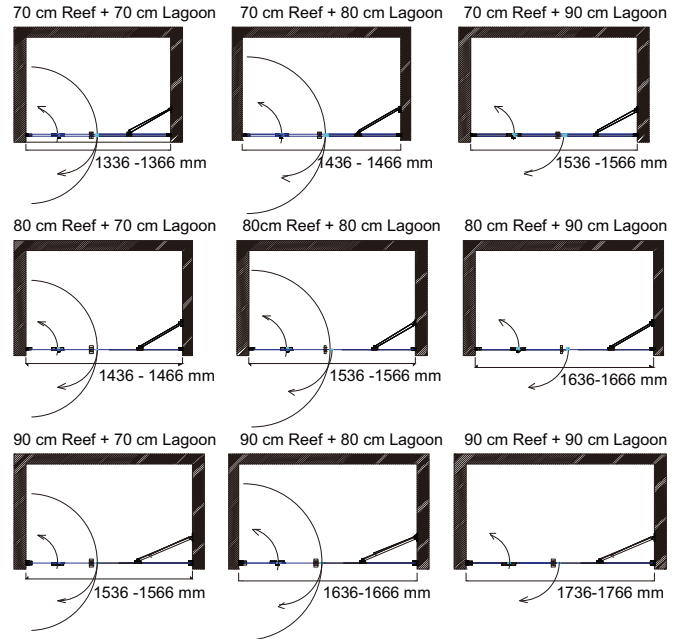 70 cm Reef + 70 cm Lagoon
70 cm Reef + 80 cm Lagoon
70 cm Reef + 90 cm Lagoon
1336 -1366 mm
1436 - 1466 mm
1536 -1566 mm
80 cm Reef + 70 cm Lagoon
80cm Reef + 80 cm Lagoon
80 cm Reef + 90 cm Lagoon
1436 - 1466 mm
1536 -1566 mm
1636-1666 mm
90 cm Reef + 70 cm Lagoon
90 cm Reef + 80 cm Lagoon
90 cm Reef + 90 cm Lagoon
1536 -1566 mm
1636-1666 mm
1736-1766 mm